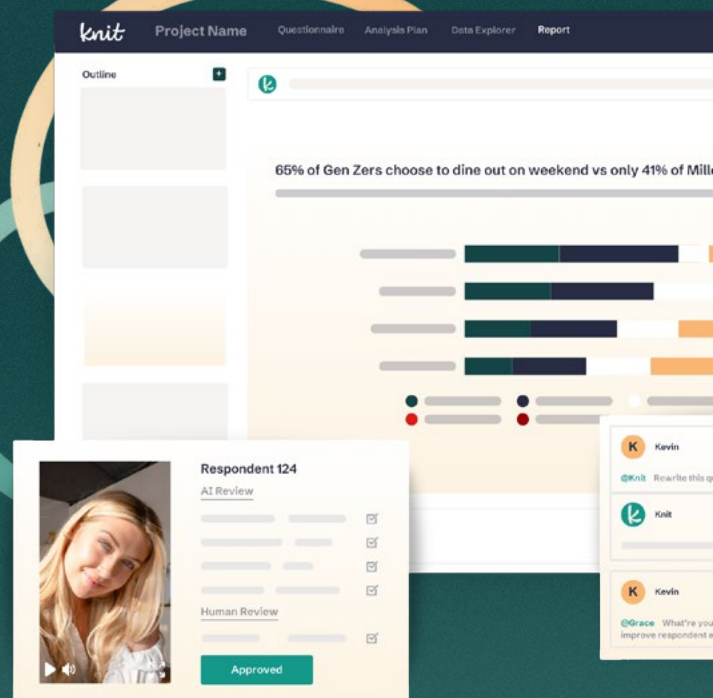 knit Project Name Questionnaire Analysis Plan Data Explorer Report
Outline
65% of Gen Zers choose to dine out on weekend vs only 41% of Mille
Respondent 124
AI Review
Human Review
Approved
K Kevin
@Knit Rewrite this qu
Knit
K Kevin
@Grace What're you
improve respondent e